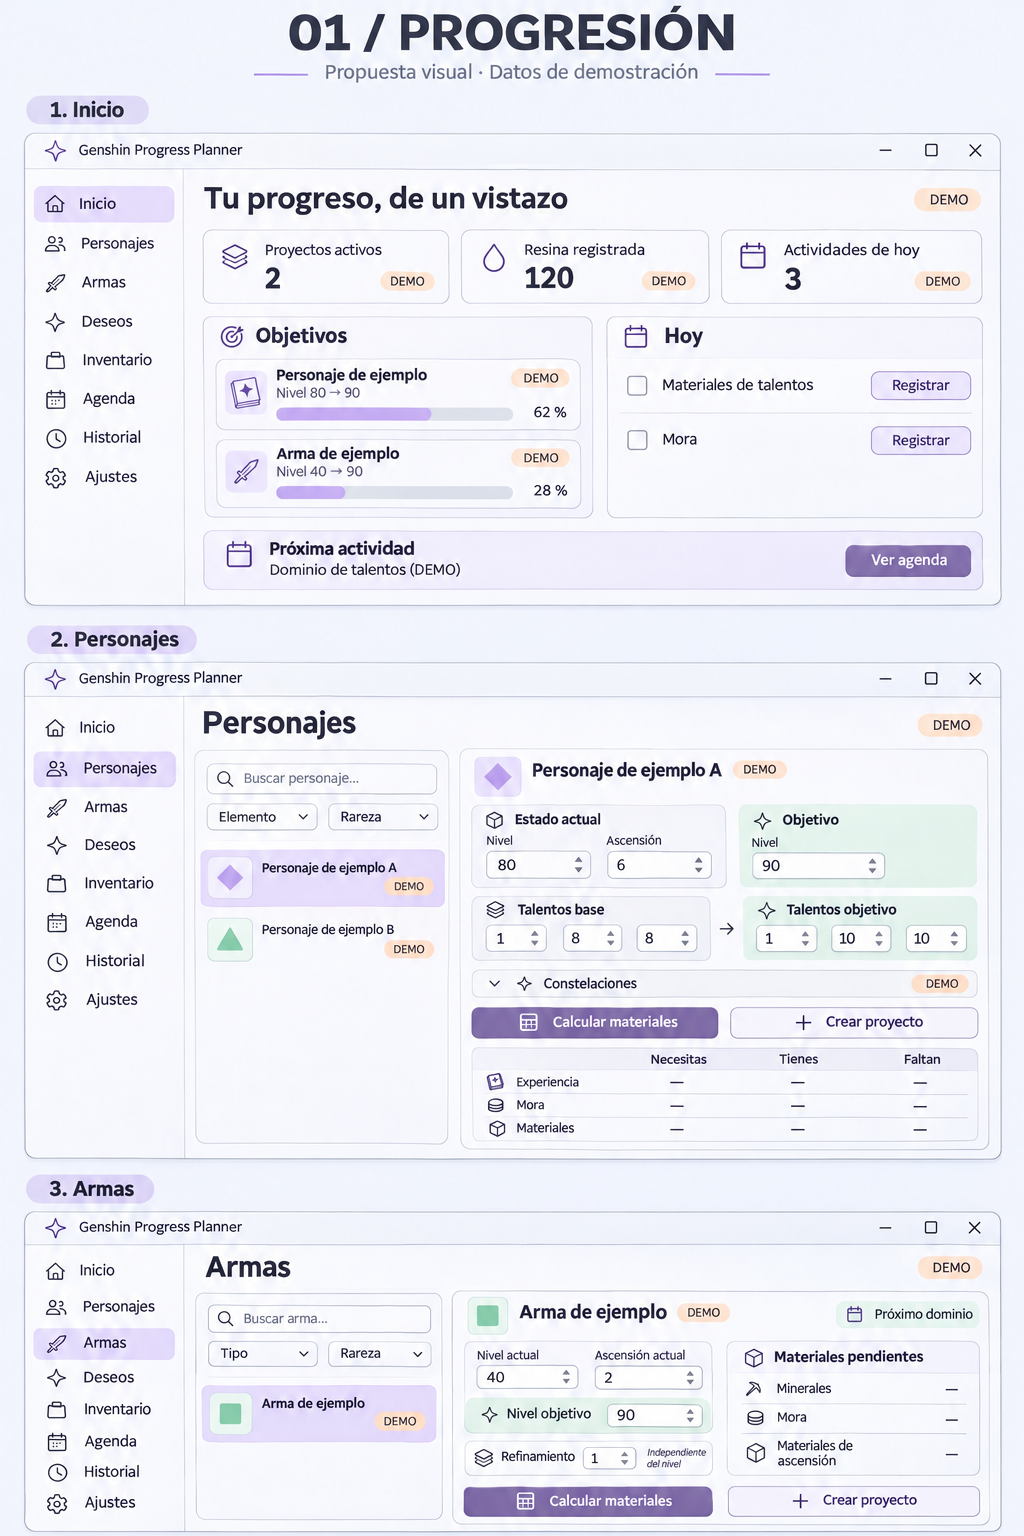 01 / PROGRESIÓN
Propuesta visual · Datos de demostración
1. Inicio
Genshin Progress Planner
Inicio
Personajes
Armas
Deseos
Inventario
Agenda
Historial
Ajustes
Tu progreso, de un vistazo
DEMO
Proyectos activos
2
DEMO
Resina registrada
120
DEMO
Actividades de hoy
3
DEMO
Objetivos
Personaje de ejemplo
DEMO
Nivel 80 → 90
62 %
Arma de ejemplo
DEMO
Nivel 40 → 90
28 %
Hoy
Materiales de talentos
Registrar
Mora
Registrar
Próxima actividad
Dominio de talentos (DEMO)
Ver agenda
2. Personajes
Genshin Progress Planner
Inicio
Personajes
Armas
Deseos
Inventario
Agenda
Historial
Ajustes
Personajes
DEMO
Buscar personaje...
Elemento
Rareza
Personaje de ejemplo A
DEMO
Personaje de ejemplo B
DEMO
Personaje de ejemplo A
DEMO
Estado actual
Nivel
Ascensión
80
6
Objetivo
Nivel
90
Talentos base
1
8
8
→
Talentos objetivo
1
10
10
Constelaciones
DEMO
Calcular materiales
+ Crear proyecto
Necesitas
Tienes
Faltan
Experiencia
—
—
—
Mora
—
—
—
Materiales
—
—
—
3. Armas
Genshin Progress Planner
Inicio
Personajes
Armas
Deseos
Inventario
Agenda
Historial
Ajustes
Armas
DEMO
Buscar arma...
Tipo
Rareza
Arma de ejemplo
DEMO
Arma de ejemplo
DEMO
Próximo dominio
Nivel actual
Ascensión actual
40
2
Nivel objetivo
90
Refinamiento
1
Independiente
del nivel
Materiales pendientes
Minerales
—
Mora
—
Materiales de
ascensión
—
Calcular materiales
+ Crear proyecto